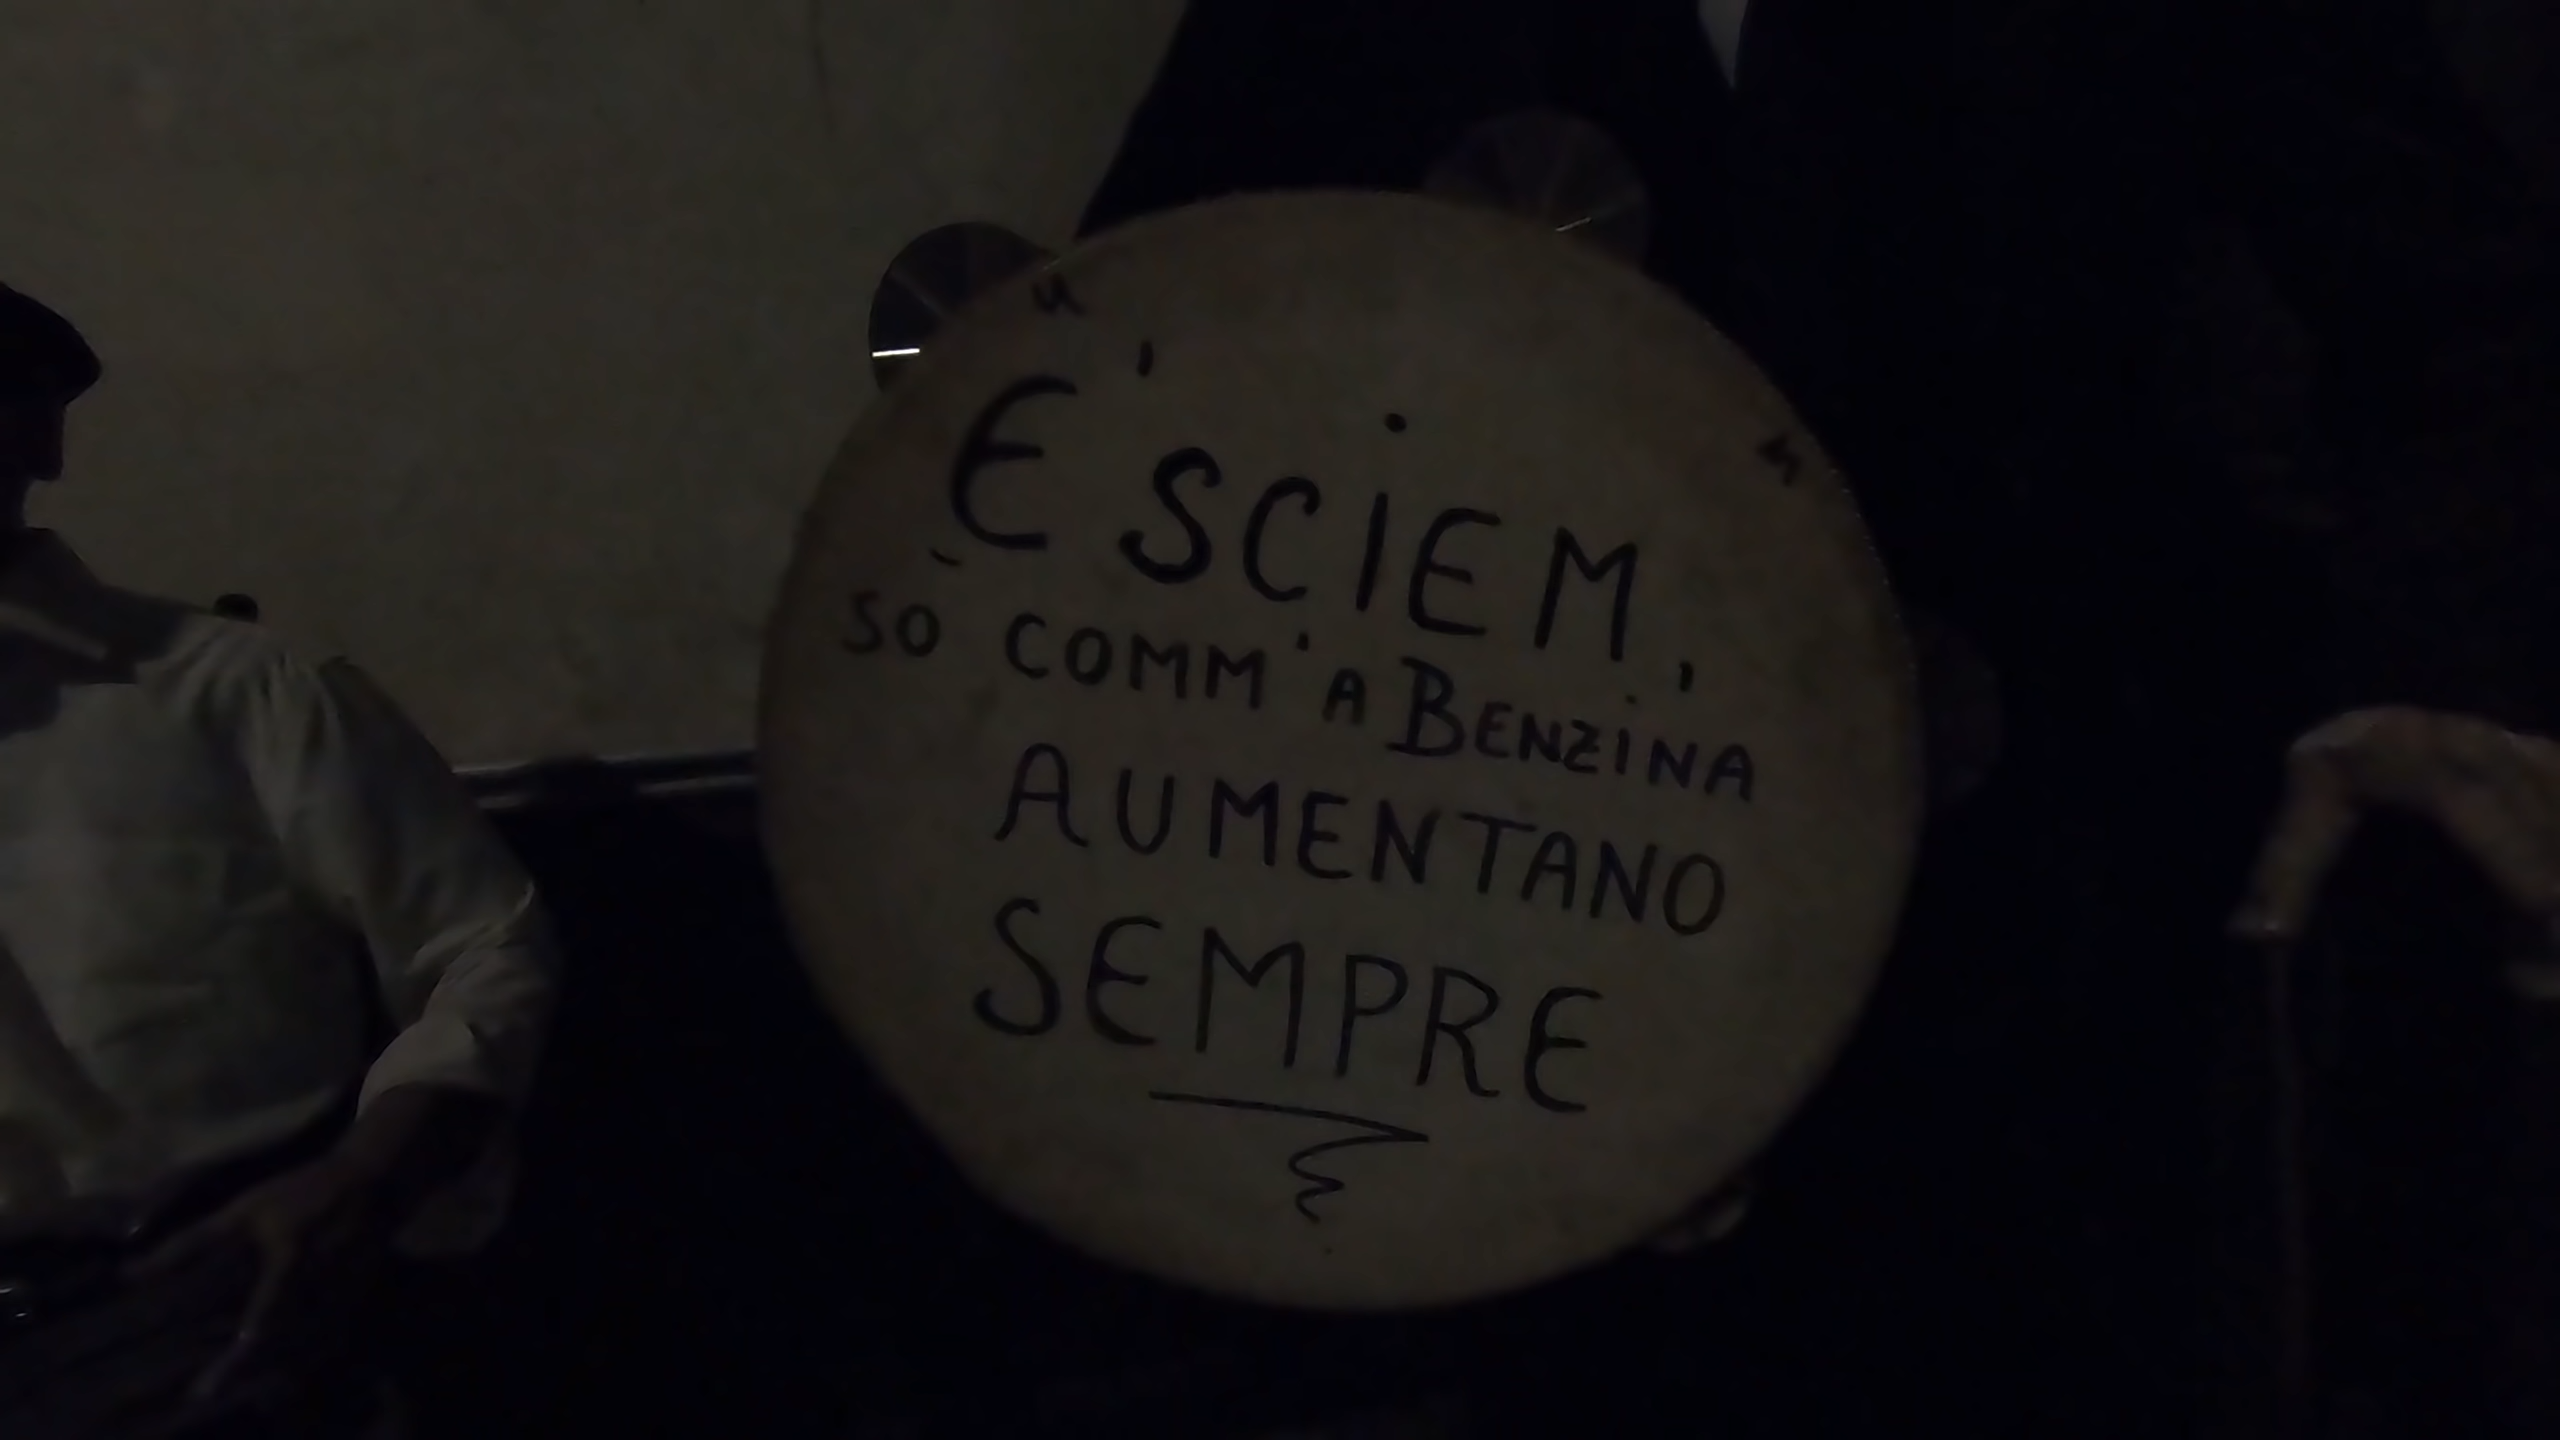 E' SCIEM,
SO' COMM' A BENZINA
AUMENTANO
SEMPRE